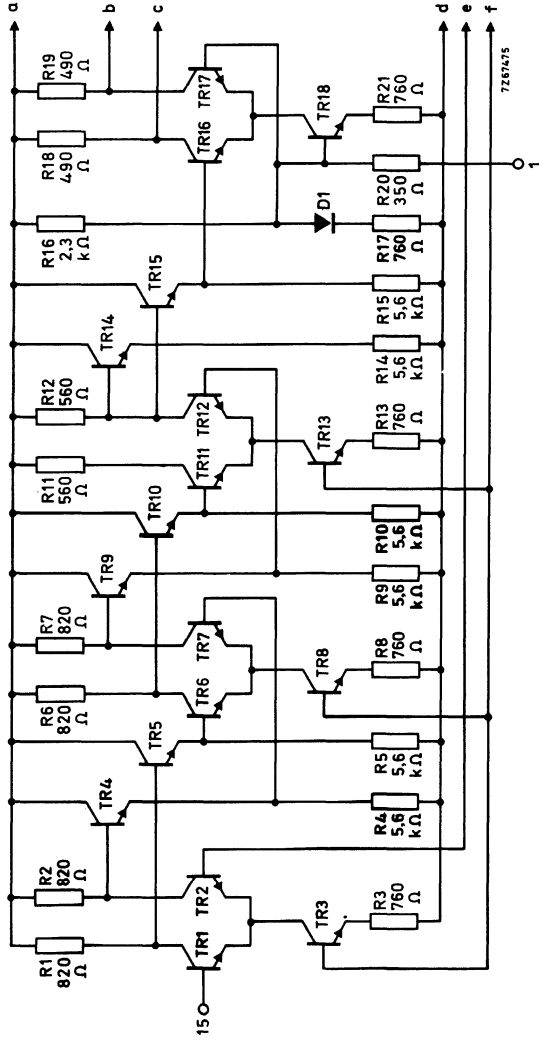 a
b
c
R1
820
Ω
R2
820
Ω
R6
820
Ω
R7
820
Ω
R11
560
Ω
R12
560
Ω
R16
2,3
kΩ
R18
490
Ω
R19
490
Ω
TR4
TR5
TR9
TR10
TR14
TR15
15
TR1
TR2
TR6
TR7
TR11
TR12
TR16
TR17
TR3
TR8
TR13
D1
TR18
R3
760
Ω
R4
5,6
kΩ
R5
5,6
kΩ
R8
760
Ω
R9
5,6
kΩ
R10
5,6
kΩ
R13
760
Ω
R14
5,6
kΩ
R15
5,6
kΩ
R17
760
Ω
R20
350
Ω
R21
760
Ω
d
e
f
7Z67475
1